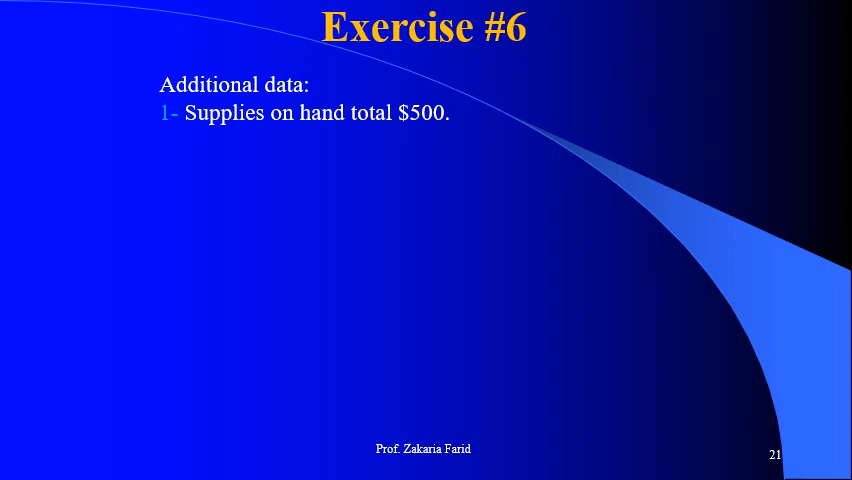 Exercise #6
Additional data:
1- Supplies on hand total $500.
Prof. Zakaria Farid
21